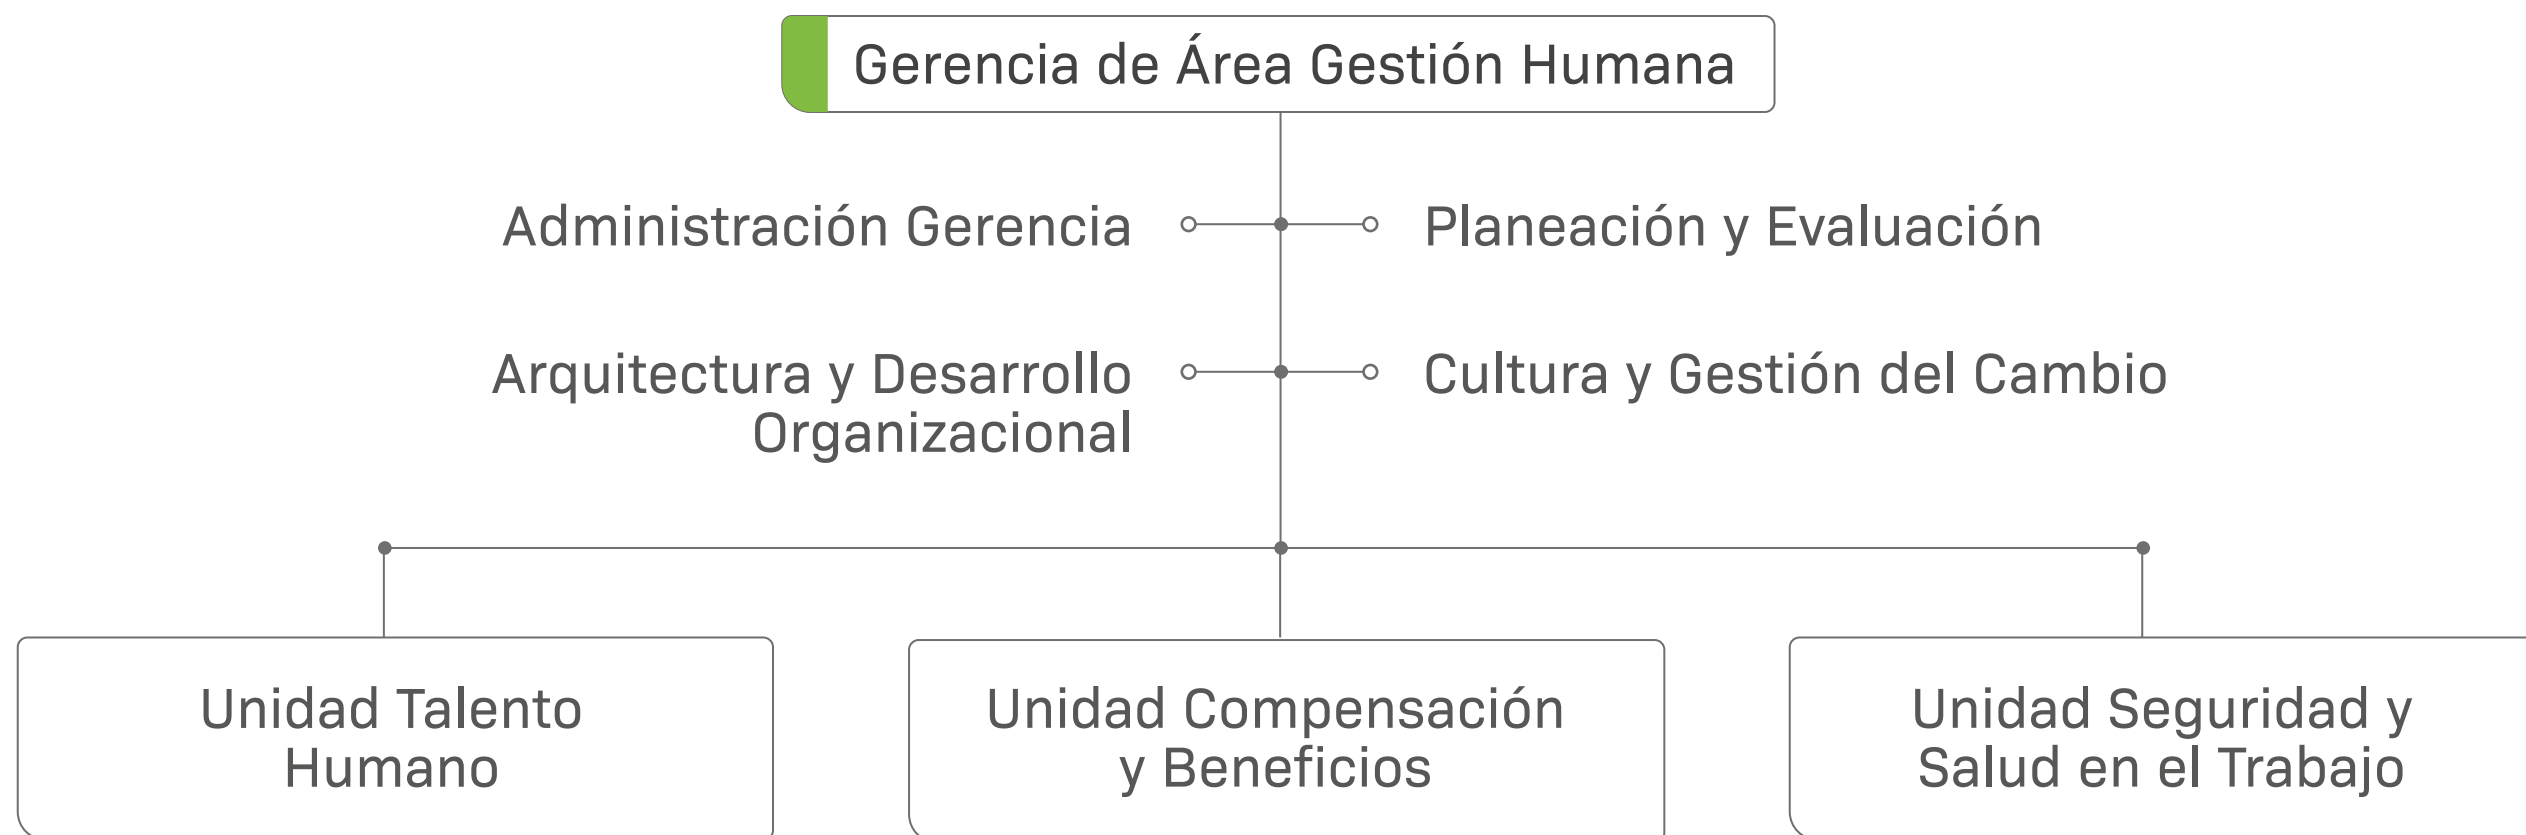 Gerencia de Área Gestión Humana
Administración Gerencia
Planeación y Evaluación
Arquitectura y Desarrollo
Organizacional
Cultura y Gestión del Cambio
Unidad Talento
Humano
Unidad Compensación
y Beneficios
Unidad Seguridad y
Salud en el Trabajo